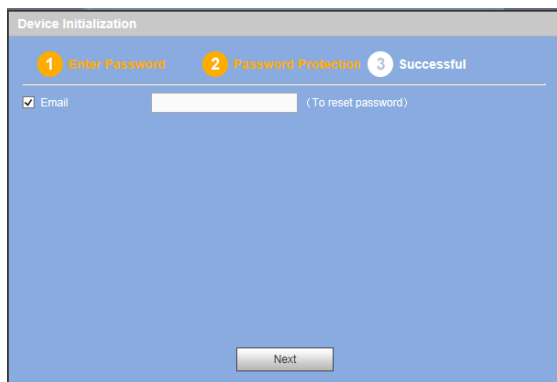 Device Initialization
1 Enter Password 2 Password Protection 3 Successful
Email (To reset password)
Next